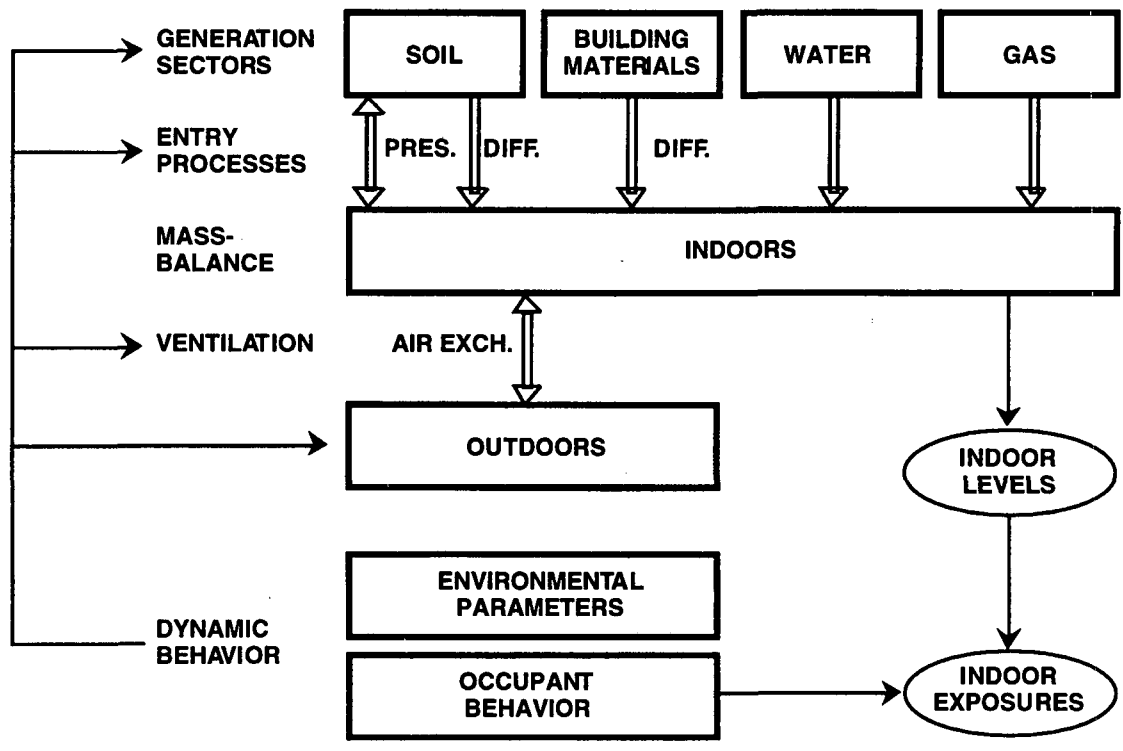 GENERATION
SECTORS
SOIL
BUILDING
MATERIALS
WATER
GAS
ENTRY
PROCESSES
PRES.
DIFF.
DIFF.
MASS-
BALANCE
INDOORS
VENTILATION
AIR EXCH.
OUTDOORS
INDOOR
LEVELS
ENVIRONMENTAL
PARAMETERS
DYNAMIC
BEHAVIOR
OCCUPANT
BEHAVIOR
INDOOR
EXPOSURES